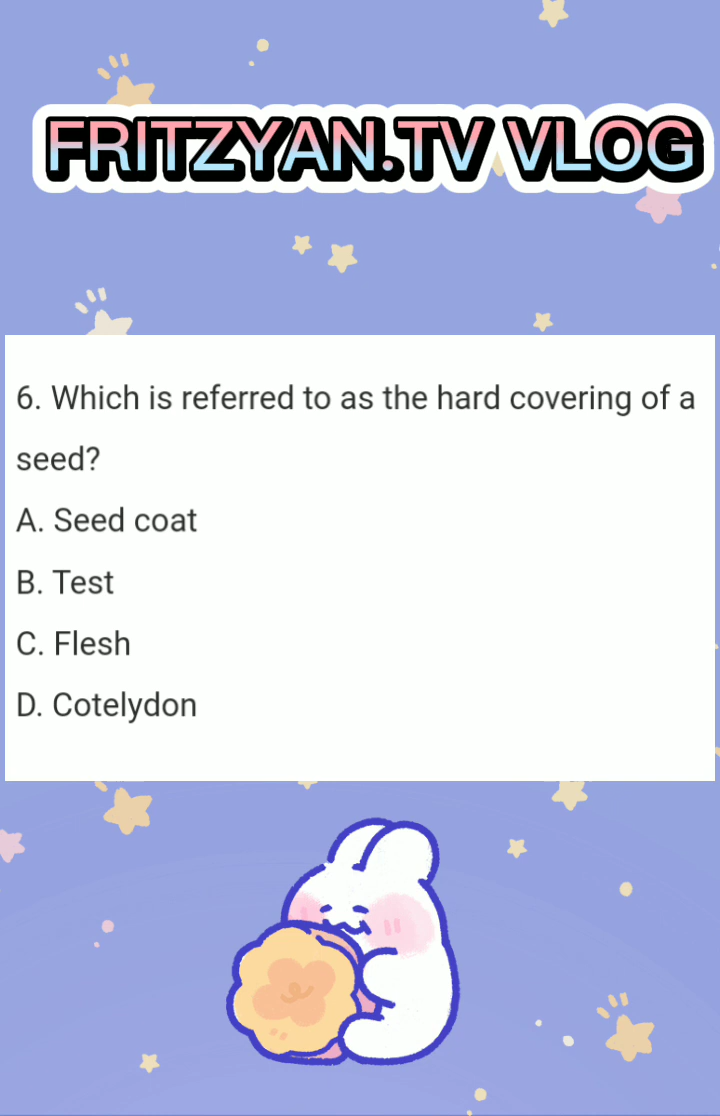 FRITZYAN.TV VLOG
6. Which is referred to as the hard covering of a
seed?
A. Seed coat
B. Test
C. Flesh
D. Cotelydon